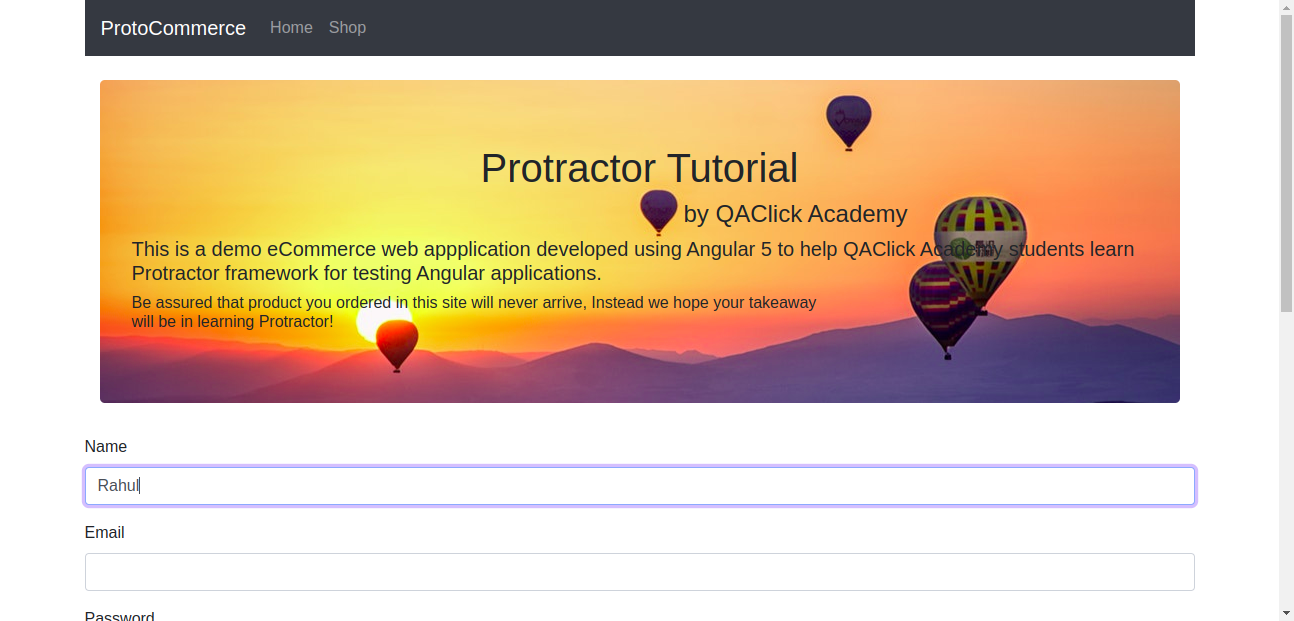 ProtoCommerce Home Shop
Protractor Tutorial
by QAClick Academy
This is a demo eCommerce web appplication developed using Angular 5 to help QAClick Academy students learn
Protractor framework for testing Angular applications.
Be assured that product you ordered in this site will never arrive, Instead we hope your takeaway
will be in learning Protractor!
Name
Rahul
Email
Password